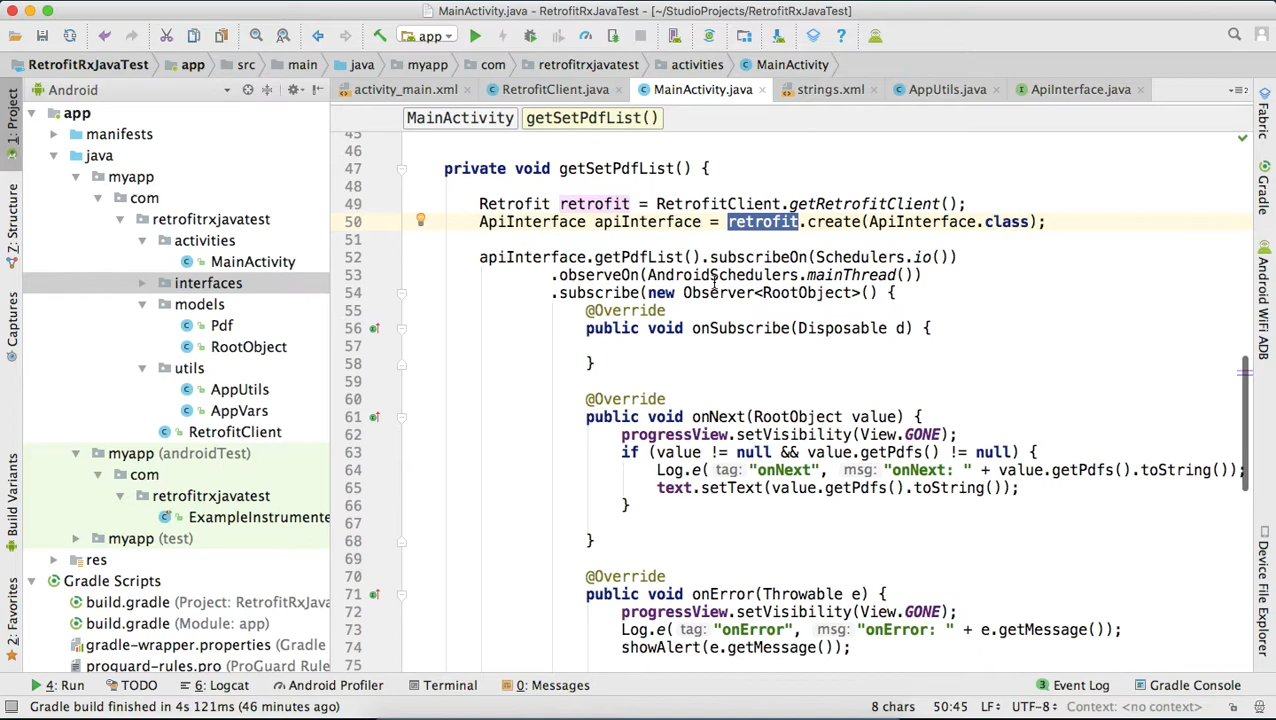 MainActivity.java - RetrofitRxJavaTest - [~/StudioProjects/RetrofitRxJavaTest]
app
RetrofitRxJavaTest app src main java myapp com retrofitrxjavatest activities MainActivity
Android
activity_main.xml RetrofitClient.java MainActivity.java strings.xml AppUtils.java ApiInterface.java
MainActivity getSetPdfList()
1: Project
Z: Structure
Captures
Build Variants
2: Favorites
app
manifests
java
myapp
com
retrofitrxjavatest
activities
MainActivity
interfaces
models
Pdf
RootObject
utils
AppUtils
AppVars
RetrofitClient
myapp (androidTest)
com
retrofitrxjavatest
ExampleInstrumente
myapp (test)
res
Gradle Scripts
build.gradle (Project: RetrofitRxJava
build.gradle (Module: app)
gradle-wrapper.properties (Gradle Version)
proguard-rules.pro (ProGuard Rule
45
46
47 private void getSetPdfList() {
48
49 Retrofit retrofit = RetrofitClient.getRetrofitClient();
50 ApiInterface apiInterface = retrofit.create(ApiInterface.class);
51
52 apiInterface.getPdfList().subscribeOn(Schedulers.io())
53 .observeOn(AndroidSchedulers.mainThread())
54 .subscribe(new Observer<RootObject>() {
55 @Override
56 public void onSubscribe(Disposable d) {
57
58 }
59
60 @Override
61 public void onNext(RootObject value) {
62 progressView.setVisibility(View.GONE);
63 if (value != null && value.getPdfs() != null) {
64 Log.e( tag: "onNext", msg: "onNext: " + value.getPdfs().toString());
65 text.setText(value.getPdfs().toString());
66 }
67
68 }
69
70 @Override
71 public void onError(Throwable e) {
72 progressView.setVisibility(View.GONE);
73 Log.e( tag: "onError", msg: "onError: " + e.getMessage());
74 showAlert(e.getMessage());
75
Fabric
Gradle
Android WiFi ADB
Device File Explorer
4: Run TODO 6: Logcat Android Profiler Terminal 0: Messages 3 Event Log Gradle Console
Gradle build finished in 4s 121ms (46 minutes ago) 8 chars 50:45 LF÷ UTF-8÷ Context: <no context>